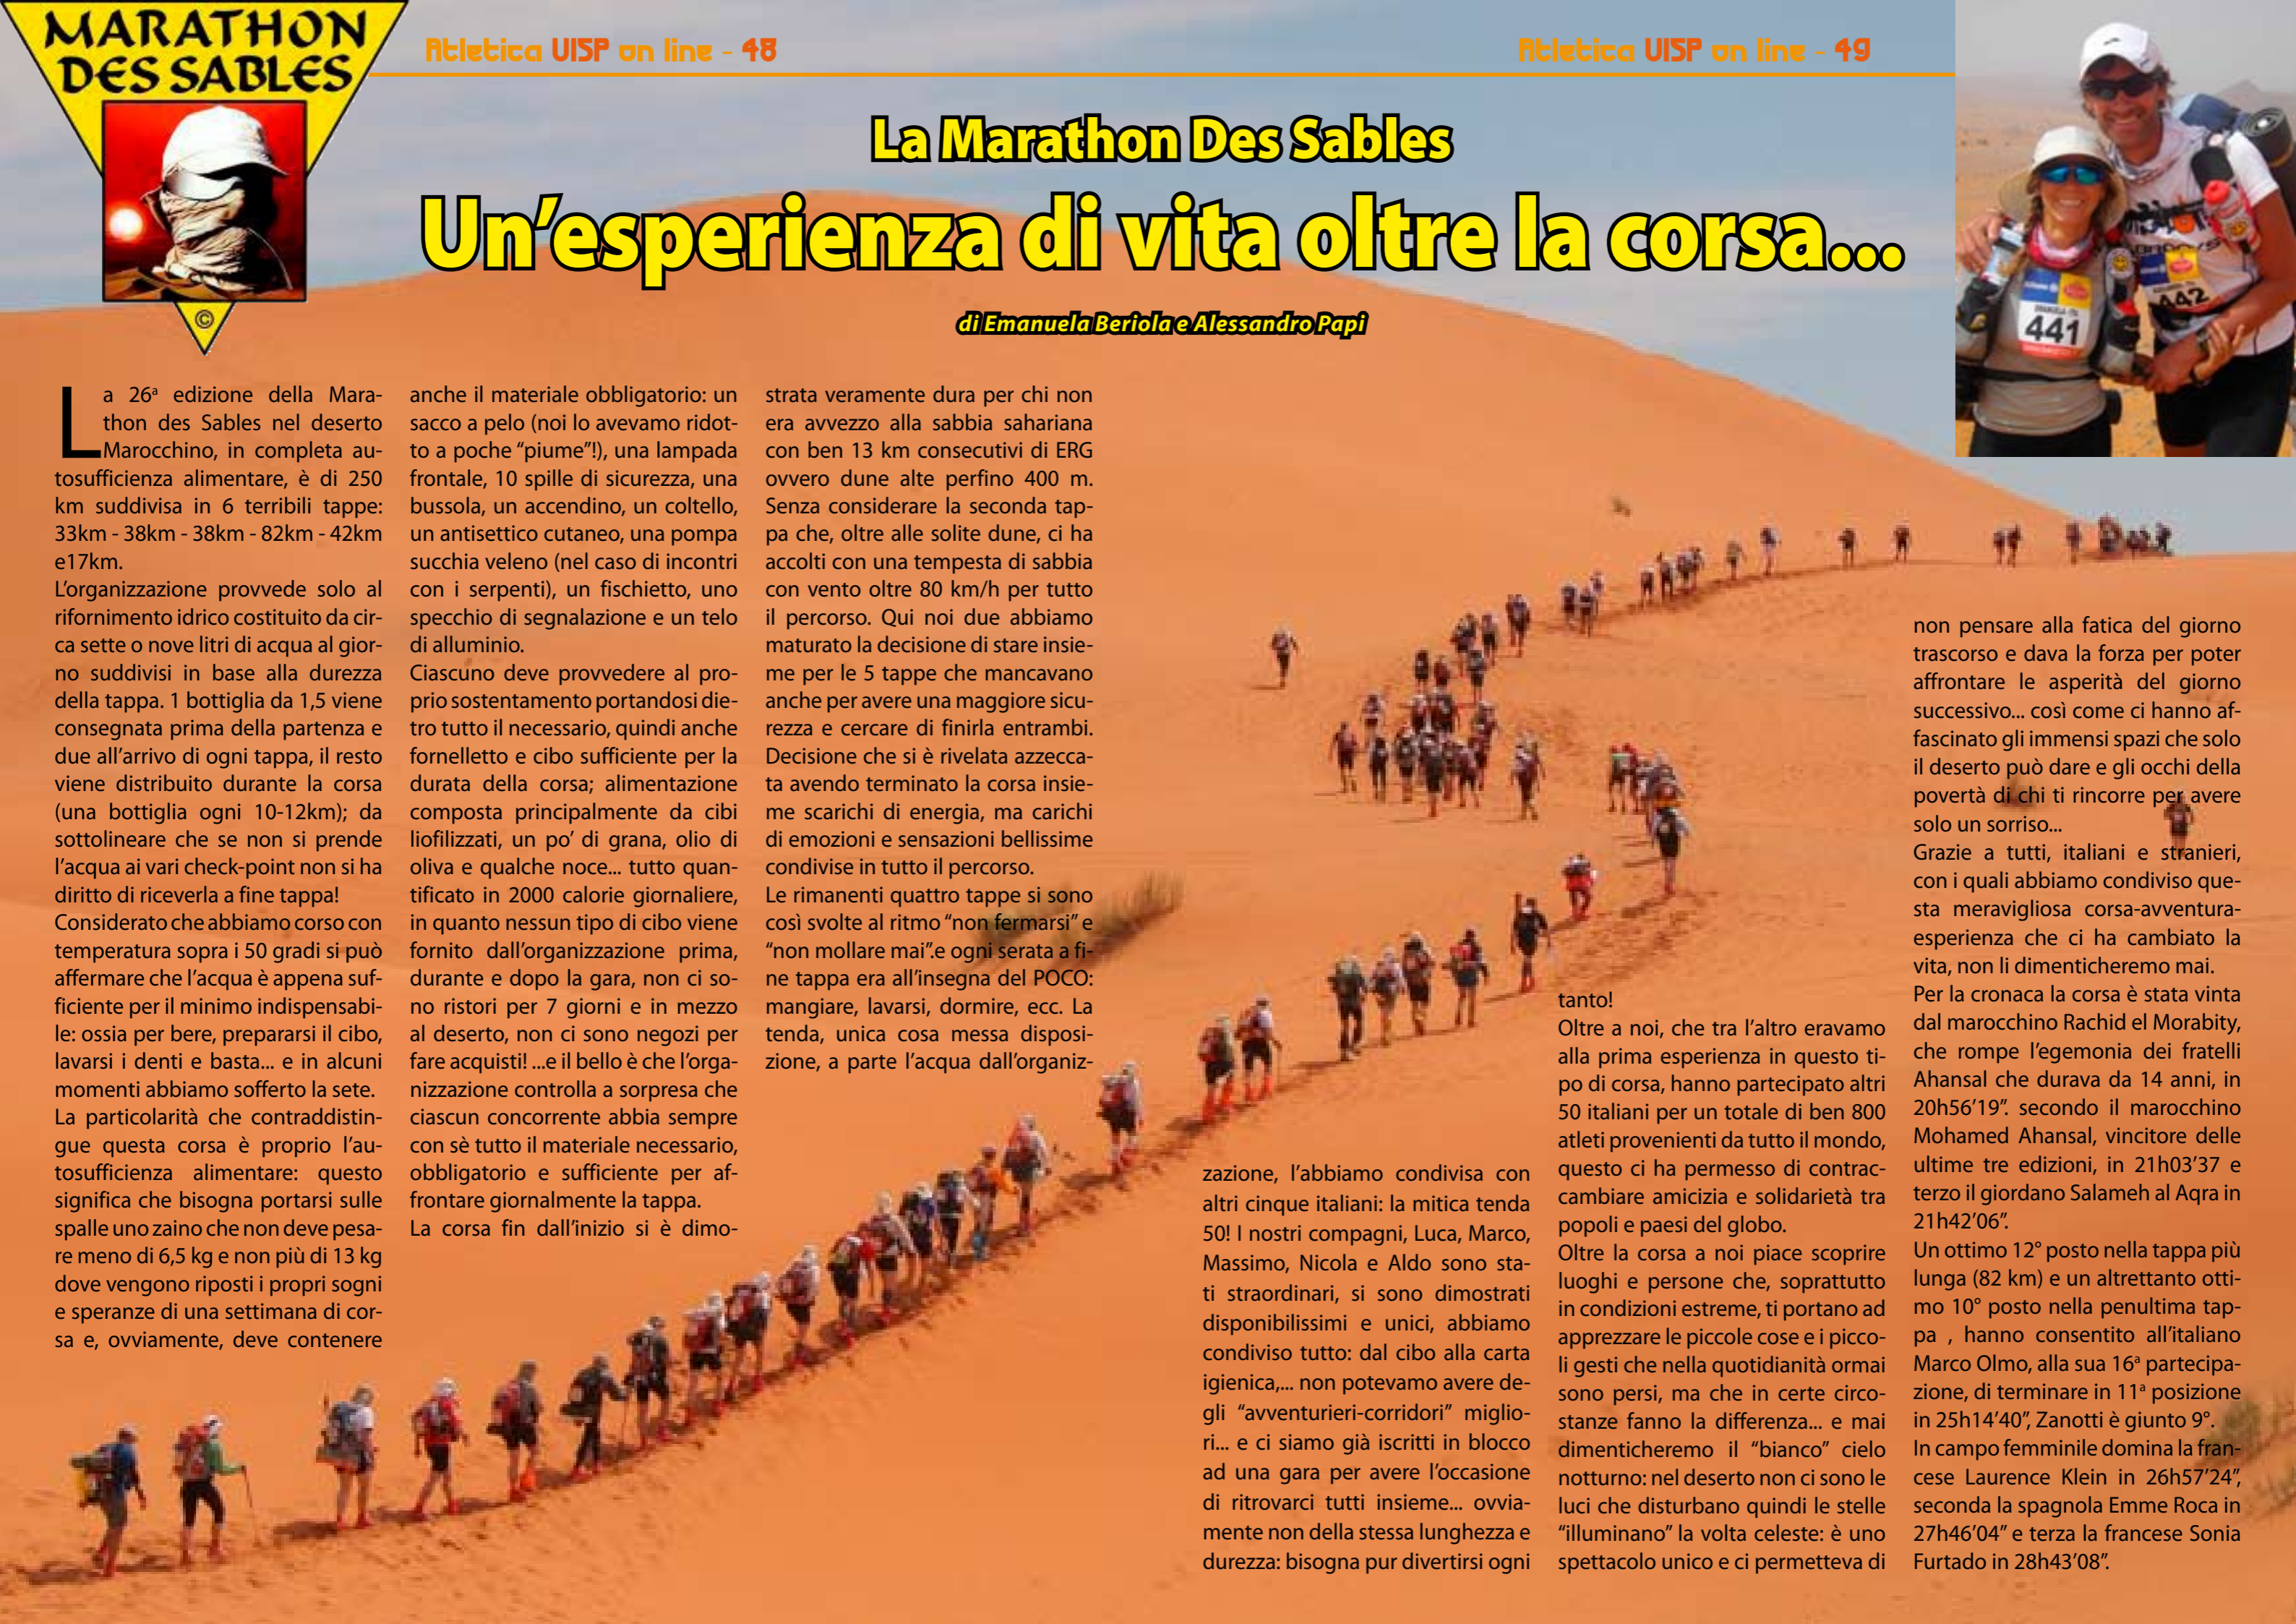 MARATHON
DES SABLES
©
Atletica UISP on line - 48
Atletica UISP on line - 49
La Marathon Des Sables
Un'esperienza di vita oltre la corsa...
di Emanuela Beriola e Alessandro Papi
441
442
La 26ª edizione della Mara-
thon des Sables nel deserto
Marocchino, in completa au-
tosufficienza alimentare, è di 250
km suddivisa in 6 terribili tappe:
33km - 38km - 38km - 82km - 42km
e17km.
L'organizzazione provvede solo al
rifornimento idrico costituito da cir-
ca sette o nove litri di acqua al gior-
no suddivisi in base alla durezza
della tappa. 1 bottiglia da 1,5 viene
consegnata prima della partenza e
due all'arrivo di ogni tappa, il resto
viene distribuito durante la corsa
(una bottiglia ogni 10-12km); da
sottolineare che se non si prende
l'acqua ai vari check-point non si ha
diritto di riceverla a fine tappa!
Considerato che abbiamo corso con
temperatura sopra i 50 gradi si può
affermare che l'acqua è appena suf-
ficiente per il minimo indispensabi-
le: ossia per bere, prepararsi il cibo,
lavarsi i denti e basta... e in alcuni
momenti abbiamo sofferto la sete.
La particolarità che contraddistin-
gue questa corsa è proprio l'au-
tosufficienza alimentare: questo
significa che bisogna portarsi sulle
spalle uno zaino che non deve pesa-
re meno di 6,5 kg e non più di 13 kg
dove vengono riposti i propri sogni
e speranze di una settimana di cor-
sa e, ovviamente, deve contenere
anche il materiale obbligatorio: un
sacco a pelo (noi lo avevamo ridot-
to a poche "piume"!), una lampada
frontale, 10 spille di sicurezza, una
bussola, un accendino, un coltello,
un antisettico cutaneo, una pompa
succhia veleno (nel caso di incontri
con i serpenti), un fischietto, uno
specchio di segnalazione e un telo
di alluminio.
Ciascuno deve provvedere al pro-
prio sostentamento portandosi die-
tro tutto il necessario, quindi anche
fornelletto e cibo sufficiente per la
durata della corsa; alimentazione
composta principalmente da cibi
liofilizzati, un po' di grana, olio di
oliva e qualche noce... tutto quan-
tificato in 2000 calorie giornaliere,
in quanto nessun tipo di cibo viene
fornito dall'organizzazione prima,
durante e dopo la gara, non ci so-
no ristori per 7 giorni e in mezzo
al deserto, non ci sono negozi per
fare acquisti! ...e il bello è che l'orga-
nizzazione controlla a sorpresa che
ciascun concorrente abbia sempre
con sè tutto il materiale necessario,
obbligatorio e sufficiente per af-
frontare giornalmente la tappa.
La corsa fin dall'inizio si è dimo-
strata veramente dura per chi non
era avvezzo alla sabbia sahariana
con ben 13 km consecutivi di ERG
ovvero dune alte perfino 400 m.
Senza considerare la seconda tap-
pa che, oltre alle solite dune, ci ha
accolti con una tempesta di sabbia
con vento oltre 80 km/h per tutto
il percorso. Qui noi due abbiamo
maturato la decisione di stare insie-
me per le 5 tappe che mancavano
anche per avere una maggiore sicu-
rezza e cercare di finirla entrambi.
Decisione che si è rivelata azzecca-
ta avendo terminato la corsa insie-
me scarichi di energia, ma carichi
di emozioni e sensazioni bellissime
condivise in tutto il percorso.
Le rimanenti quattro tappe si sono
così svolte al ritmo "non fermarsi" e
"non mollare mai".e ogni serata a fi-
ne tappa era all'insegna del POCO:
mangiare, lavarsi, dormire, ecc. La
tenda, unica cosa messa disposi-
zione, a parte l'acqua dall'organiz-
zazione, l'abbiamo condivisa con
altri cinque italiani: la mitica tenda
50! I nostri compagni, Luca, Marco,
Massimo, Nicola e Aldo sono sta-
ti straordinari, si sono dimostrati
disponibilissimi e unici, abbiamo
condiviso tutto: dal cibo alla carta
igienica,... non potevamo avere de-
gli "avventurieri-corridori" miglio-
ri... e ci siamo già iscritti in blocco
ad una gara per avere l'occasione
di ritrovarci tutti insieme... ovvia-
mente non della stessa lunghezza e
durezza: bisogna pur divertirsi ogni
tanto!
Oltre a noi, che tra l'altro eravamo
alla prima esperienza in questo ti-
po di corsa, hanno partecipato altri
50 italiani per un totale di ben 800
atleti provenienti da tutto il mondo,
questo ci ha permesso di contrac-
cambiare amicizia e solidarietà tra
popoli e paesi del globo.
Oltre la corsa a noi piace scoprire
luoghi e persone che, soprattutto
in condizioni estreme, ti portano ad
apprezzare le piccole cose e i picco-
li gesti che nella quotidianità ormai
sono persi, ma che in certe circo-
stanze fanno la differenza... e mai
dimenticheremo il "bianco" cielo
notturno: nel deserto non ci sono le
luci che disturbano quindi le stelle
"illuminano" la volta celeste: è uno
spettacolo unico e ci permetteva di
non pensare alla fatica del giorno
trascorso e dava la forza per poter
affrontare le asperità del giorno
successivo... così come ci hanno af-
fascinato gli immensi spazi che solo
il deserto può dare e gli occhi della
povertà di chi ti rincorre per avere
solo un sorriso...
Grazie a tutti, italiani e stranieri,
con i quali abbiamo condiviso que-
sta meravigliosa corsa-avventura-
esperienza che ci ha cambiato la
vita, non li dimenticheremo mai.
Per la cronaca la corsa è stata vinta
dal marocchino Rachid el Morabity,
che rompe l'egemonia dei fratelli
Ahansal che durava da 14 anni, in
20h56'19". secondo il marocchino
Mohamed Ahansal, vincitore delle
ultime tre edizioni, in 21h03'37 e
terzo il giordano Salameh al Aqra in
21h42'06".
Un ottimo 12° posto nella tappa più
lunga (82 km) e un altrettanto otti-
mo 10° posto nella penultima tap-
pa , hanno consentito all'italiano
Marco Olmo, alla sua 16ª partecipa-
zione, di terminare in 11ª posizione
in 25h14'40", Zanotti è giunto 9°.
In campo femminile domina la fran-
cese Laurence Klein in 26h57'24",
seconda la spagnola Emme Roca in
27h46'04" e terza la francese Sonia
Furtado in 28h43'08".